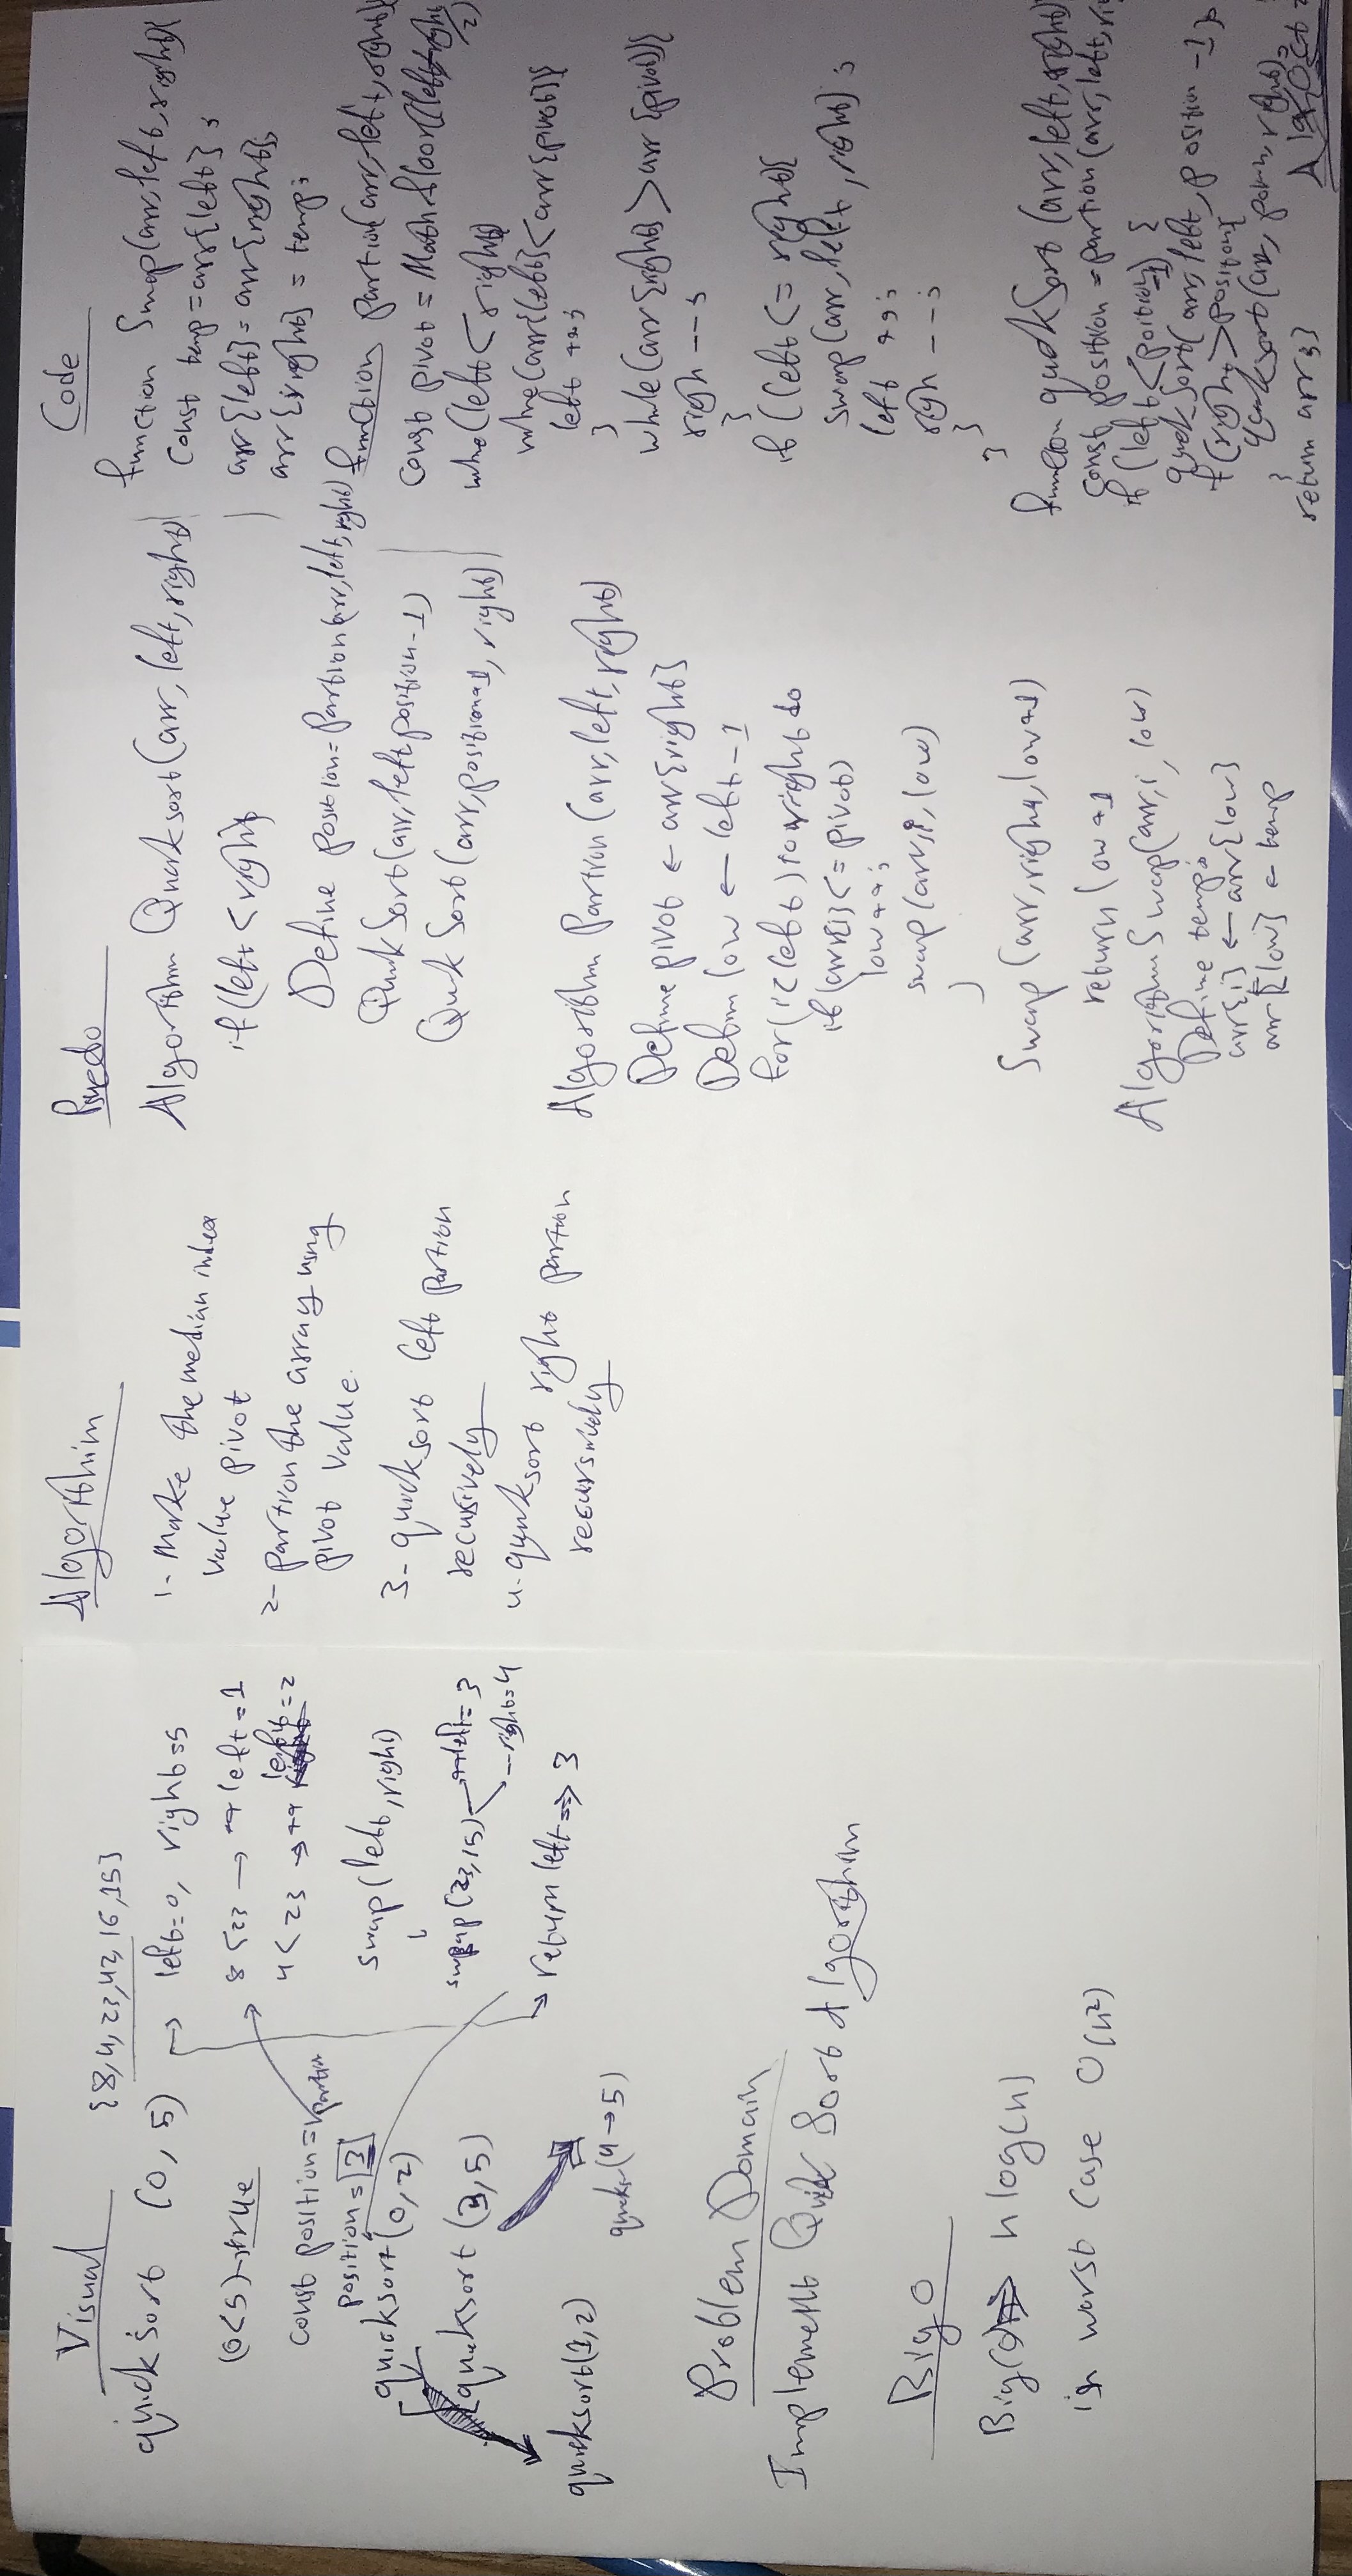 Visual
{8,4,23,42,16,15}
quick Sort (0, 5)
left=0, right=5
(0<5)→true
8 <23 → ++ left = 1
4 < 23 → ++ left = 2
const position = partion
position = 3
swap(left, right)
quicksort (0, 2)
quicksort (3, 5)
swap (23, 15) ++left = 3
-- right=4
return left => 3
quicksort(1, 2)
quicks (4 → 5)
Problem Domain
Implement Quick Sort Algorithim
Big O
Big(O) => n log(n)
in worst case O(n²)
Algorithim
1- Make the median index
value pivot
2- partion the array using
pivot value.
3- quicksort left partion
recursively
4- quicksort right partion
recursively
Psuedo
Algorithm Quick sort (arr, left, right)
if(left < right)
Define position = Partion(arr, left, right)
Quick Sort(arr, left position - 1)
Quick Sort (arr, position+1, right)
Algorithm Partion (arr, left, right)
Define pivot ← arr{right}
Defin low ← left - 1
for(i<left) to right do
if (arr{i} <= pivot)
low ++;
swap (arr, i, low)
}
Swap (arr, right, low+1)
return low +1
Algorithm Swap(arr, i, low)
Define temp;
arr{i} ← arr{low}
arr{low} ← temp
Code
function Swap(arr, left, right){
const temp = arr{left} ;
arr{left} = arr{right};
arr{right} = temp;
function partion(arr, left, right){
const pivot = Math.floor((left+right
/2)
while (left < right)
while (arr{left} < arr{pivot}){
left ++;
}
while (arr{right} > arr{pivot}){
righ --;
}
if (left <= right){
swap (arr, left, right) ;
left ++;
righ --;
}
}
function quickSort (arr, left, right)
const position = partion (arr, left, ri
if (left < position-1) {
quick Sort( arr, left, position -1};
if (right > position{
quicksort(arr, right);
}
return arr;}